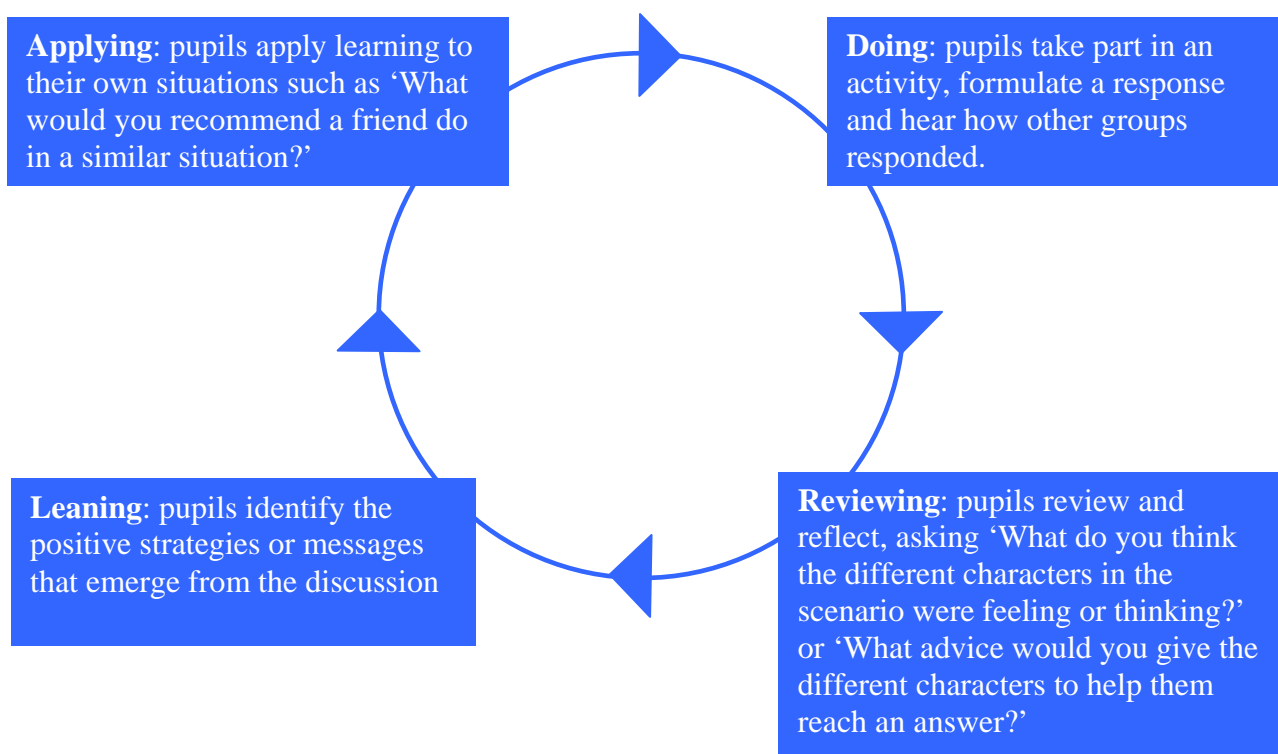 Applying: pupils apply learning to
their own situations such as ‘What
would you recommend a friend do
in a similar situation?’
Doing: pupils take part in an
activity, formulate a response
and hear how other groups
responded.
Leaning: pupils identify the
positive strategies or messages
that emerge from the discussion
Reviewing: pupils review and
reflect, asking ‘What do you think
the different characters in the
scenario were feeling or thinking?’
or ‘What advice would you give the
different characters to help them
reach an answer?’